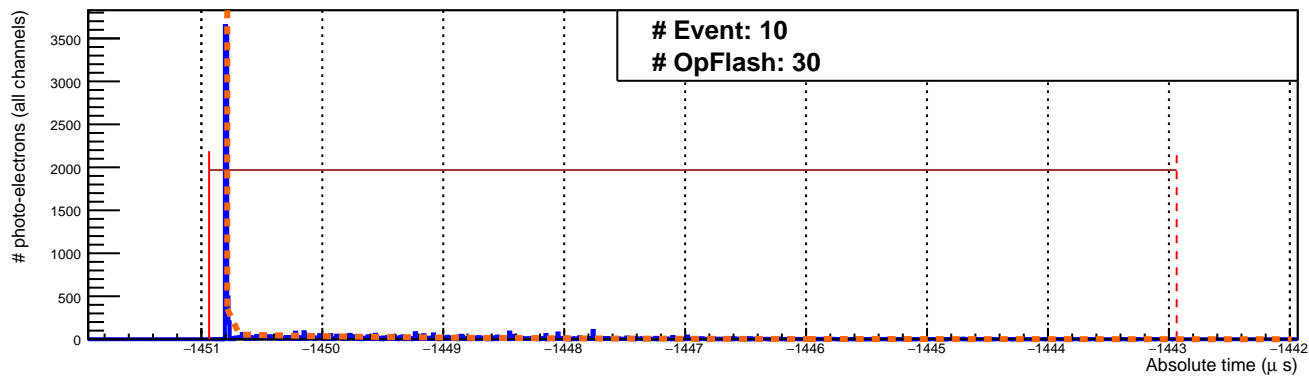 # Event: 10
# OpFlash: 30
# photo-electrons (all channels)
3500
3000
2500
2000
1500
1000
500
0
−1451 −1450 −1449 −1448 −1447 −1446 −1445 −1444 −1443 −1442
Absolute time (μ s)